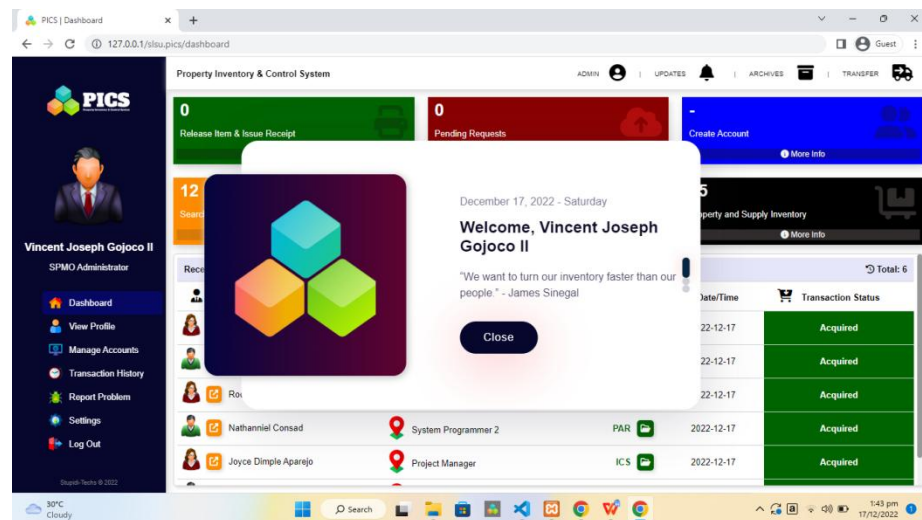 PICS | Dashboard
127.0.0.1/slsu.pics/dashboard
Guest
PICS
Property Inventory & Control System
ADMIN | UPDATES | ARCHIVES | TRANSFER
0
Release Item & Issue Receipt
0
Pending Requests
-
Create Account
More Info
12
Searc
5
perty and Supply Inventory
More Info
Vincent Joseph Gojoco II
SPMO Administrator
Dashboard
View Profile
Manage Accounts
Transaction History
Report Problem
Settings
Log Out
Stupid-Techs © 2022
December 17, 2022 - Saturday
Welcome, Vincent Joseph
Gojoco II
"We want to turn our inventory faster than our
people." - James Sinegal
Close
Rece
Total: 6
Date/Time
Transaction Status
22-12-17
Acquired
22-12-17
Acquired
Rou
22-12-17
Acquired
Nathanniel Consad
System Programmer 2
PAR
2022-12-17
Acquired
Joyce Dimple Aparejo
Project Manager
ICS
2022-12-17
Acquired
30°C
Cloudy
Search
1:43 pm
17/12/2022